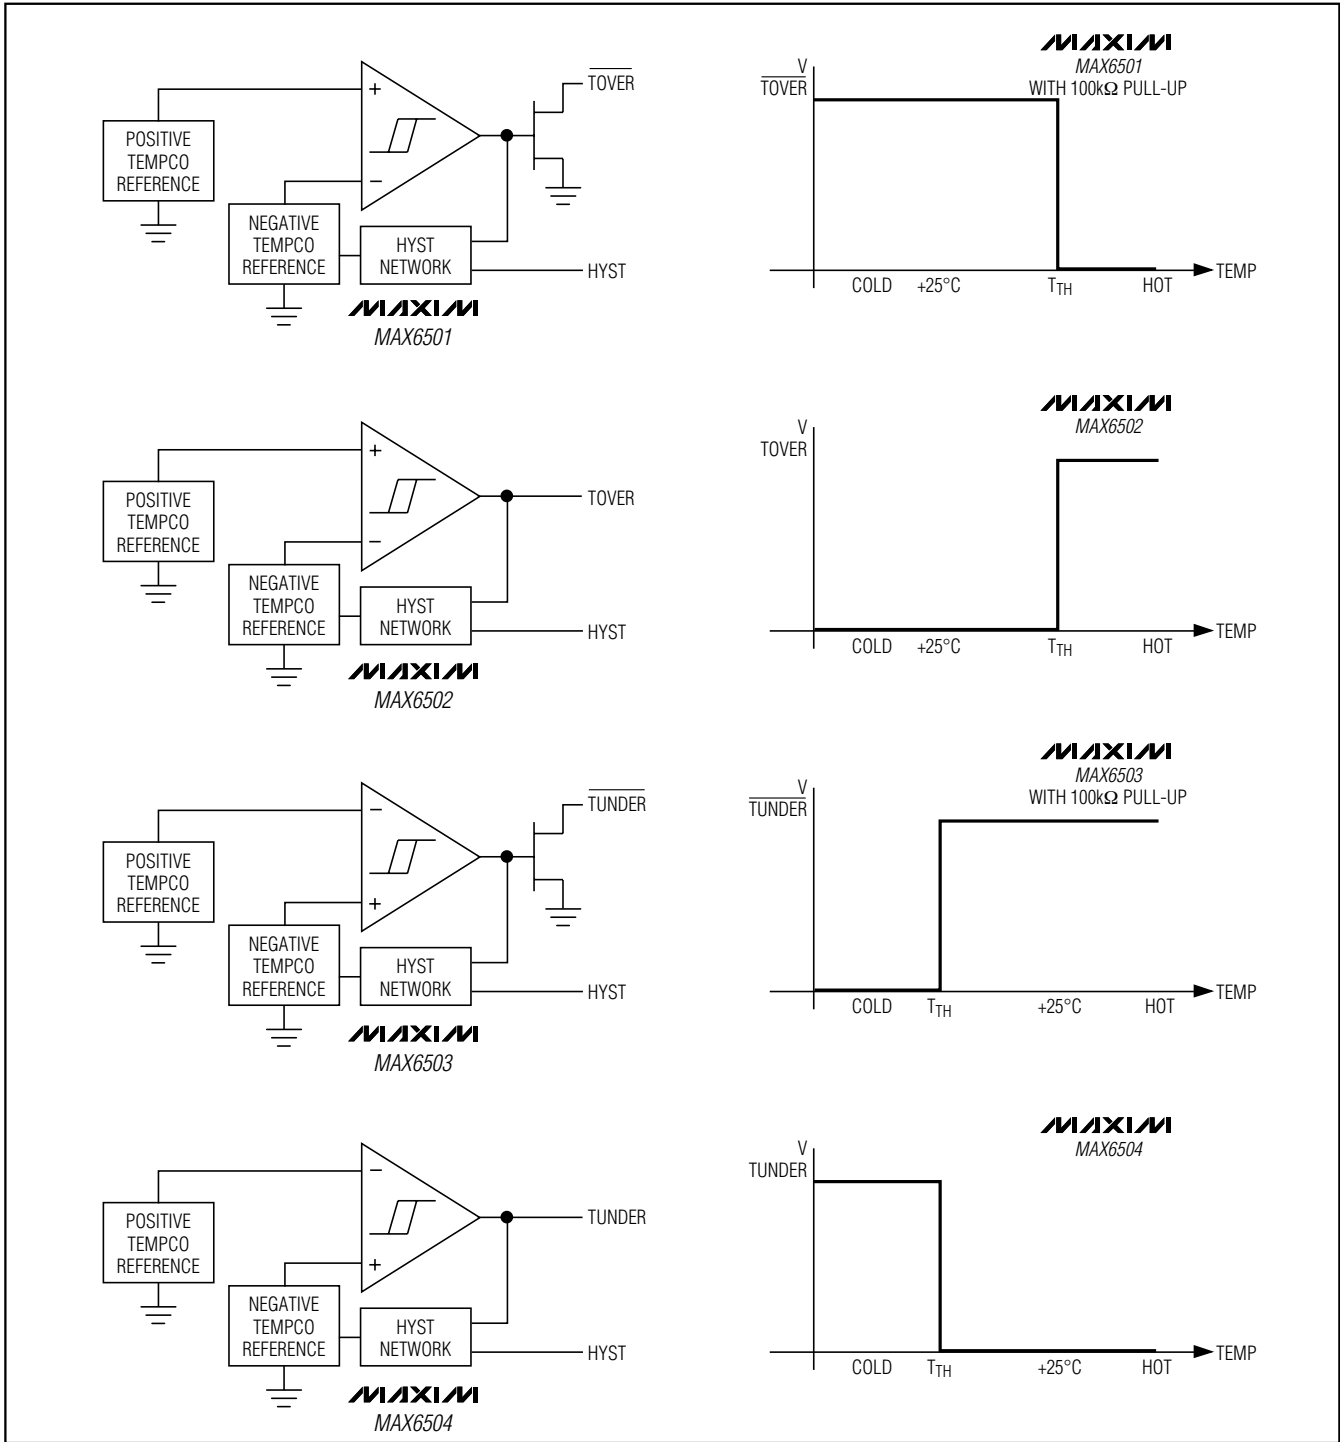 POSITIVE
TEMPCO
REFERENCE
+
−
NEGATIVE
TEMPCO
REFERENCE
HYST
NETWORK
TOVER
HYST
MAXIM
MAX6501
V
TOVER
MAXIM
MAX6501
WITH 100kΩ PULL-UP
COLD +25°C TTH HOT
TEMP
POSITIVE
TEMPCO
REFERENCE
+
−
NEGATIVE
TEMPCO
REFERENCE
HYST
NETWORK
TOVER
HYST
MAXIM
MAX6502
V
TOVER
MAXIM
MAX6502
COLD +25°C TTH HOT
TEMP
POSITIVE
TEMPCO
REFERENCE
−
+
NEGATIVE
TEMPCO
REFERENCE
HYST
NETWORK
TUNDER
HYST
MAXIM
MAX6503
V
TUNDER
MAXIM
MAX6503
WITH 100kΩ PULL-UP
COLD TTH +25°C HOT
TEMP
POSITIVE
TEMPCO
REFERENCE
−
+
NEGATIVE
TEMPCO
REFERENCE
HYST
NETWORK
TUNDER
HYST
MAXIM
MAX6504
V
TUNDER
MAXIM
MAX6504
COLD TTH +25°C HOT
TEMP